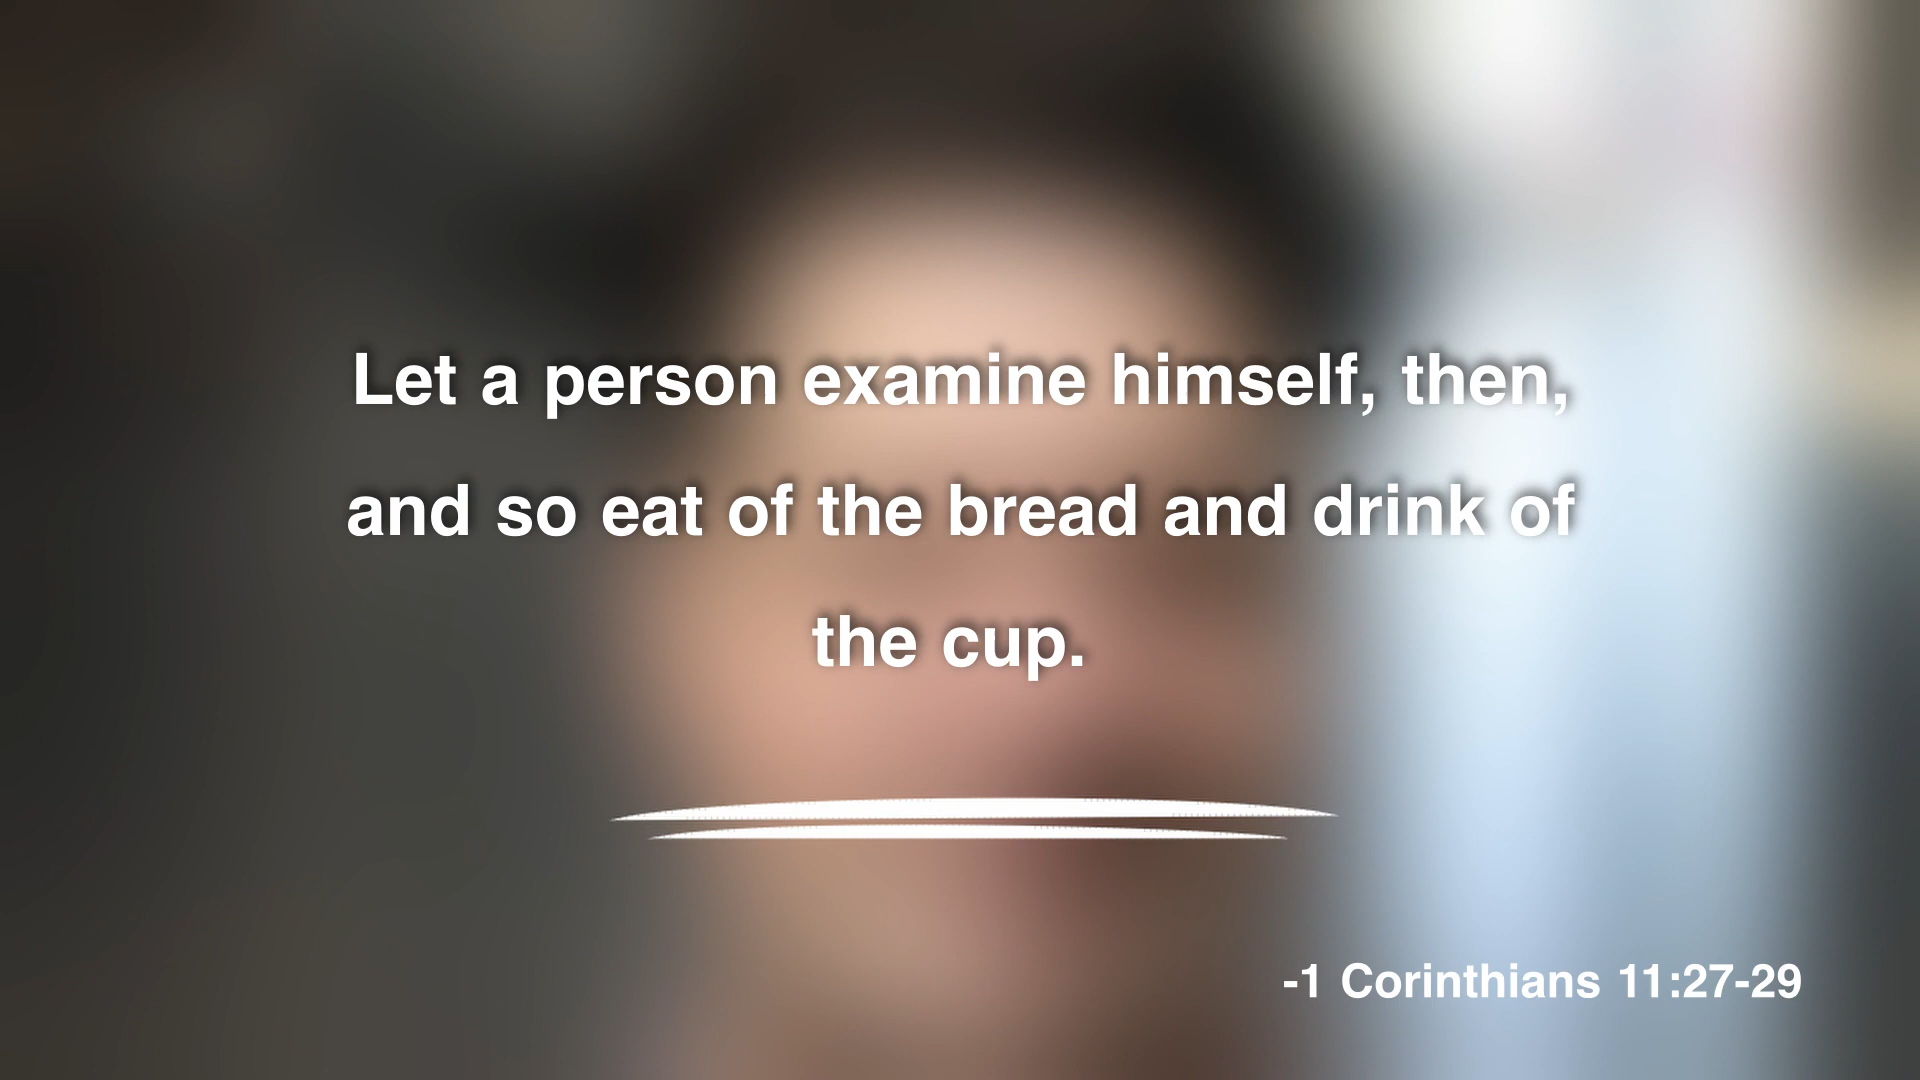 Let a person examine himself, then,
and so eat of the bread and drink of
the cup.
-1 Corinthians 11:27-29